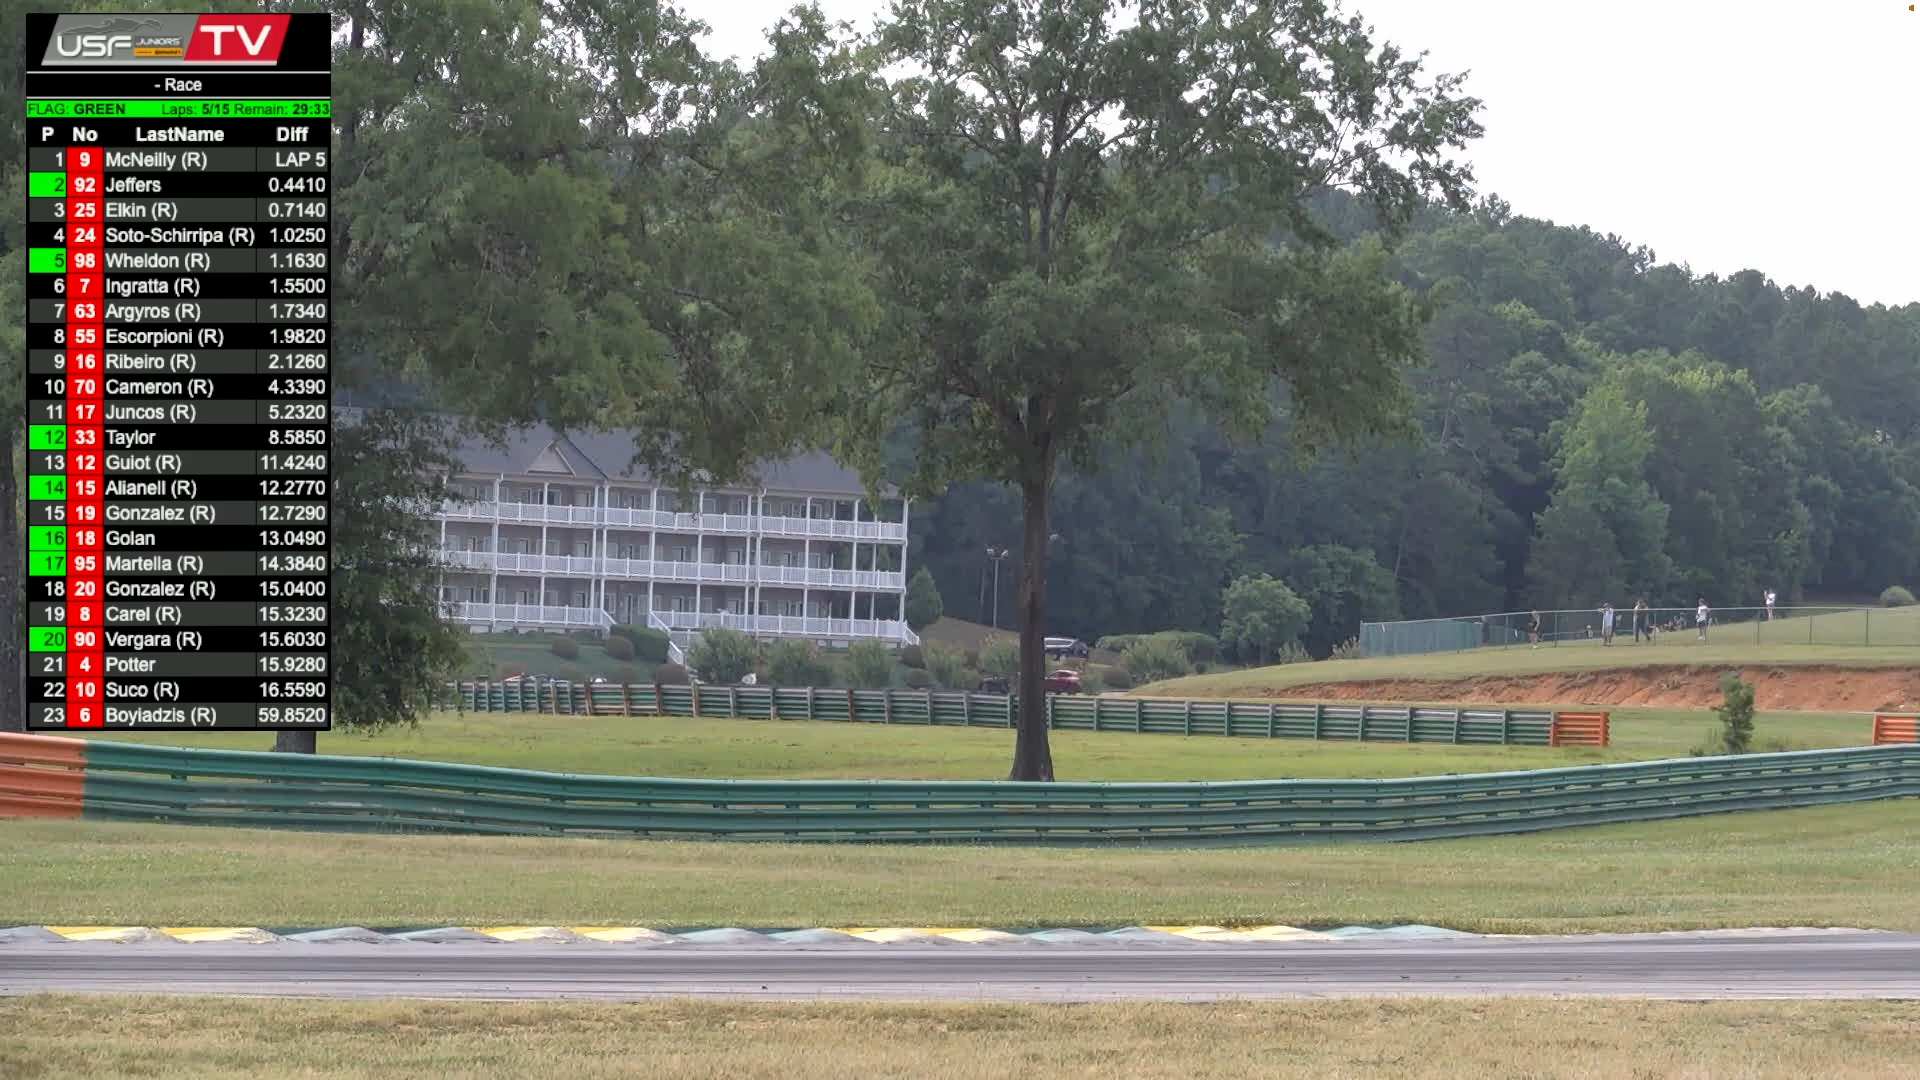 USF JUNIORS TV
- Race
FLAG: GREEN Laps: 5/15 Remain: 29:33
P No LastName Diff
1 9 McNeilly (R) LAP 5
2 92 Jeffers 0.4410
3 25 Elkin (R) 0.7140
4 24 Soto-Schirripa (R) 1.0250
5 98 Wheldon (R) 1.1630
6 7 Ingratta (R) 1.5500
7 63 Argyros (R) 1.7340
8 55 Escorpioni (R) 1.9820
9 16 Ribeiro (R) 2.1260
10 70 Cameron (R) 4.3390
11 17 Juncos (R) 5.2320
12 33 Taylor 8.5850
13 12 Guiot (R) 11.4240
14 15 Alianell (R) 12.2770
15 19 Gonzalez (R) 12.7290
16 18 Golan 13.0490
17 95 Martella (R) 14.3840
18 20 Gonzalez (R) 15.0400
19 8 Carel (R) 15.3230
20 90 Vergara (R) 15.6030
21 4 Potter 15.9280
22 10 Suco (R) 16.5590
23 6 Boyiadzis (R) 59.8520